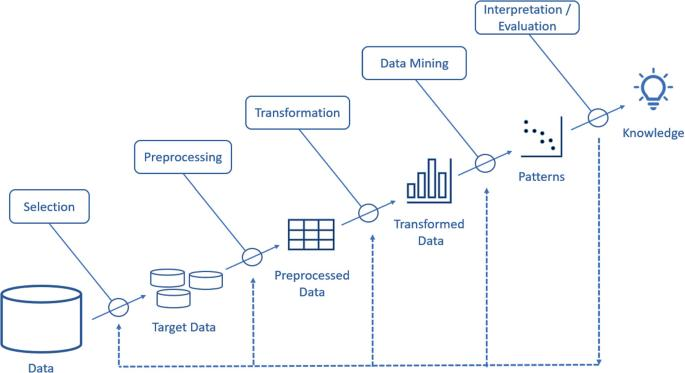 Interpretation /
Evaluation
Data Mining
Transformation
Preprocessing
Selection
Knowledge
Patterns
Transformed
Data
Preprocessed
Data
Target Data
Data